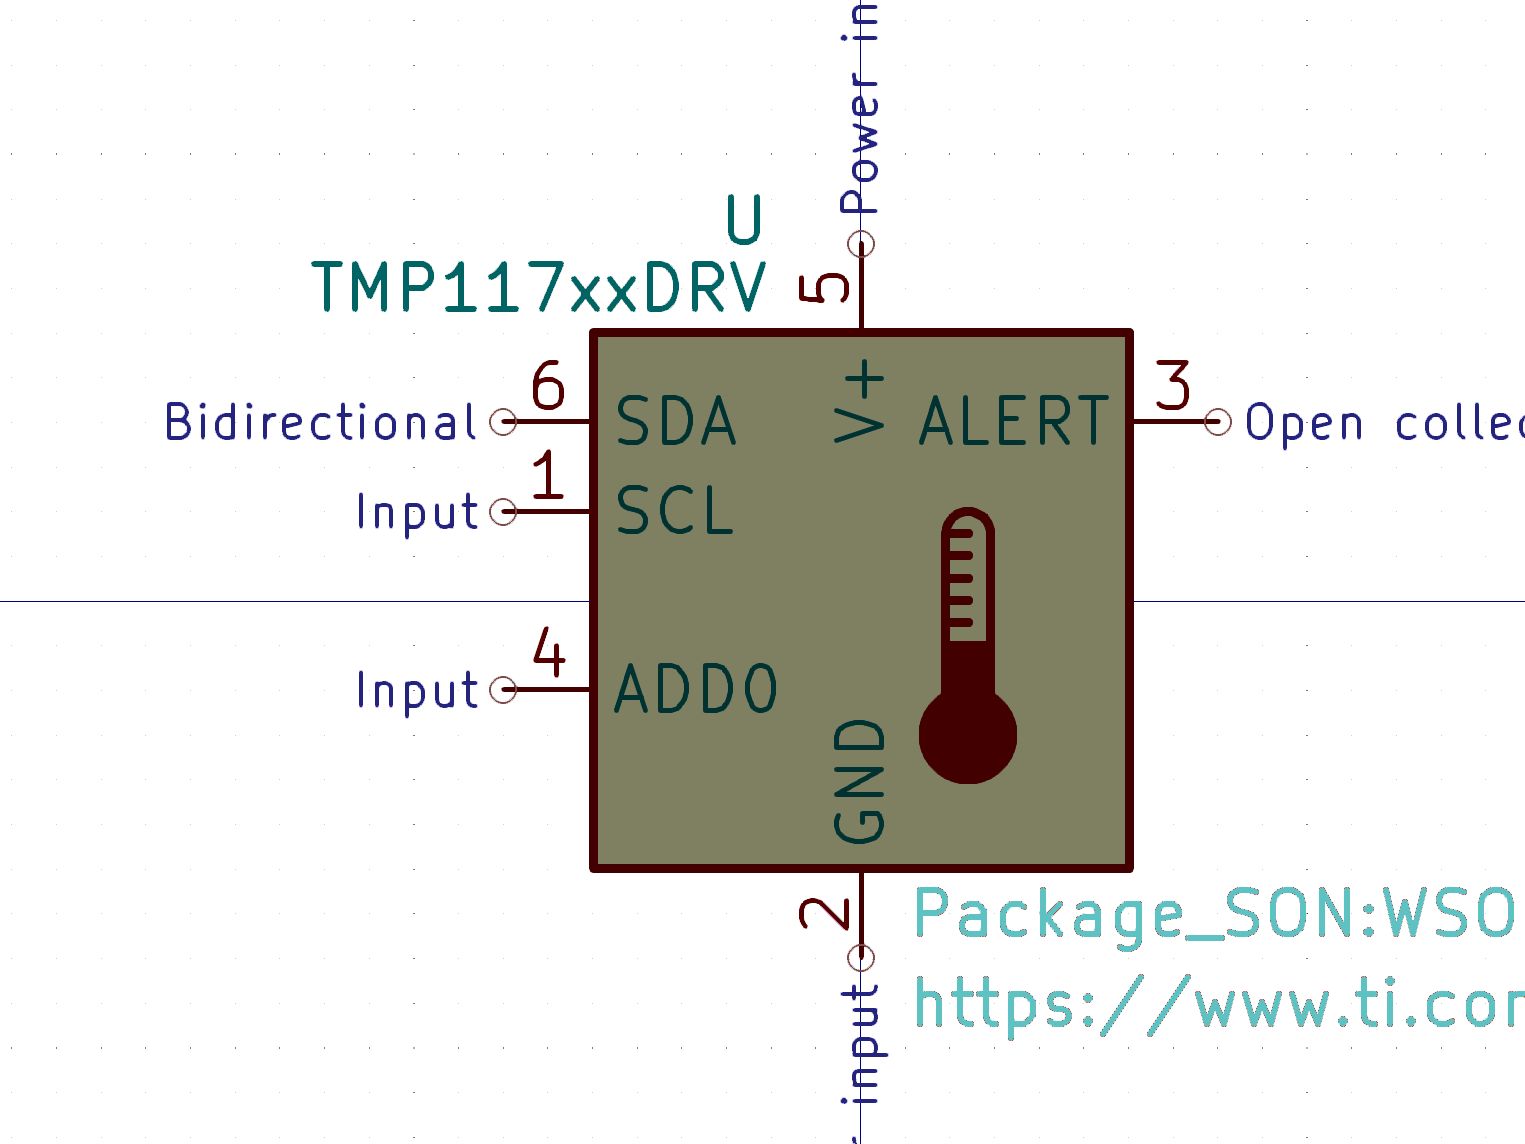 Power in
U
TMP117xxDRV
5
6
3
Bidirectional
SDA
V+
ALERT
Open collec
1
Input
SCL
4
Input
ADD0
GND
2
Package_SON:WSO
https://www.ti.com
input